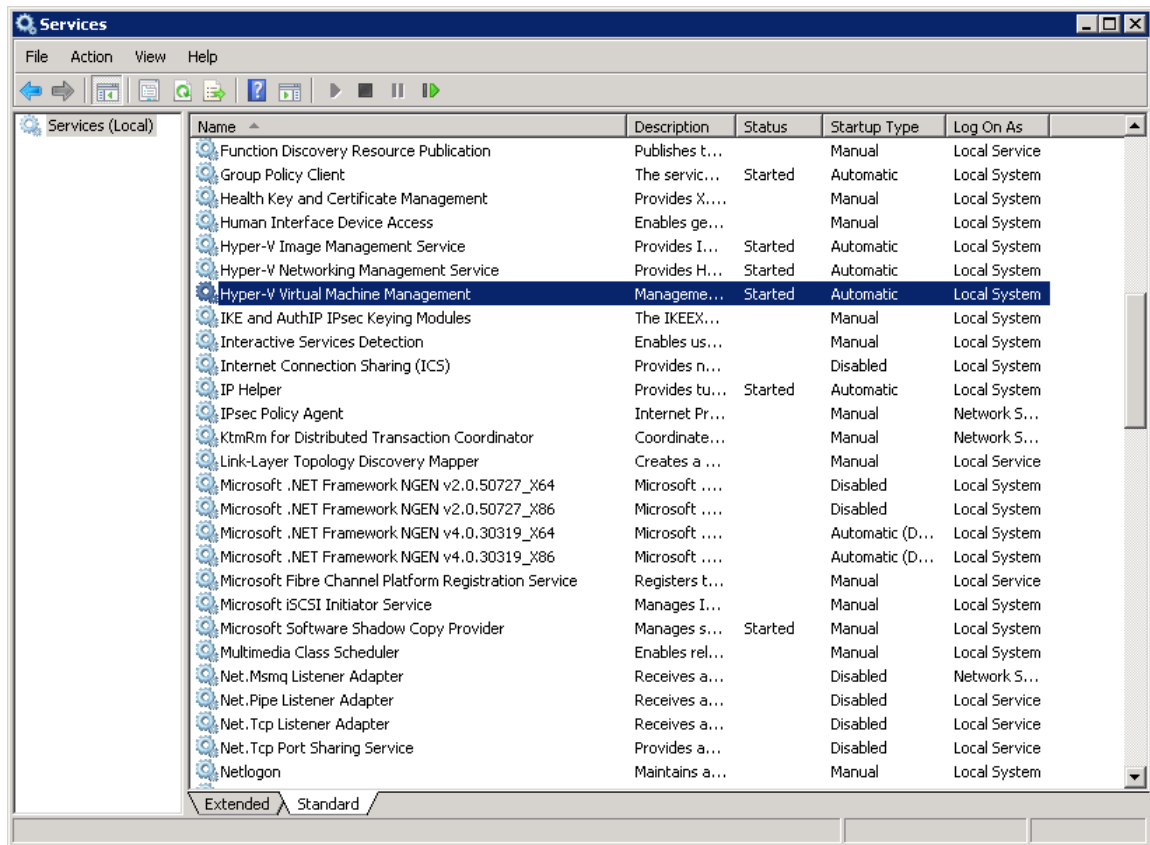 Services
File Action View Help
Services (Local)
Name Description Status Startup Type Log On As
Function Discovery Resource Publication Publishes t... Manual Local Service
Group Policy Client The servic... Started Automatic Local System
Health Key and Certificate Management Provides X.... Manual Local System
Human Interface Device Access Enables ge... Manual Local System
Hyper-V Image Management Service Provides I... Started Automatic Local System
Hyper-V Networking Management Service Provides H... Started Automatic Local System
Hyper-V Virtual Machine Management Manageme... Started Automatic Local System
IKE and AuthIP IPsec Keying Modules The IKEEX... Manual Local System
Interactive Services Detection Enables us... Manual Local System
Internet Connection Sharing (ICS) Provides n... Disabled Local System
IP Helper Provides tu... Started Automatic Local System
IPsec Policy Agent Internet Pr... Manual Network S...
KtmRm for Distributed Transaction Coordinator Coordinate... Manual Network S...
Link-Layer Topology Discovery Mapper Creates a ... Manual Local Service
Microsoft .NET Framework NGEN v2.0.50727_X64 Microsoft .... Disabled Local System
Microsoft .NET Framework NGEN v2.0.50727_X86 Microsoft .... Disabled Local System
Microsoft .NET Framework NGEN v4.0.30319_X64 Microsoft .... Automatic (D... Local System
Microsoft .NET Framework NGEN v4.0.30319_X86 Microsoft .... Automatic (D... Local System
Microsoft Fibre Channel Platform Registration Service Registers t... Manual Local Service
Microsoft iSCSI Initiator Service Manages I... Manual Local System
Microsoft Software Shadow Copy Provider Manages s... Started Manual Local System
Multimedia Class Scheduler Enables rel... Manual Local System
Net.Msmq Listener Adapter Receives a... Disabled Network S...
Net.Pipe Listener Adapter Receives a... Disabled Local Service
Net.Tcp Listener Adapter Receives a... Disabled Local Service
Net.Tcp Port Sharing Service Provides a... Disabled Local Service
Netlogon Maintains a... Manual Local System
Extended Standard